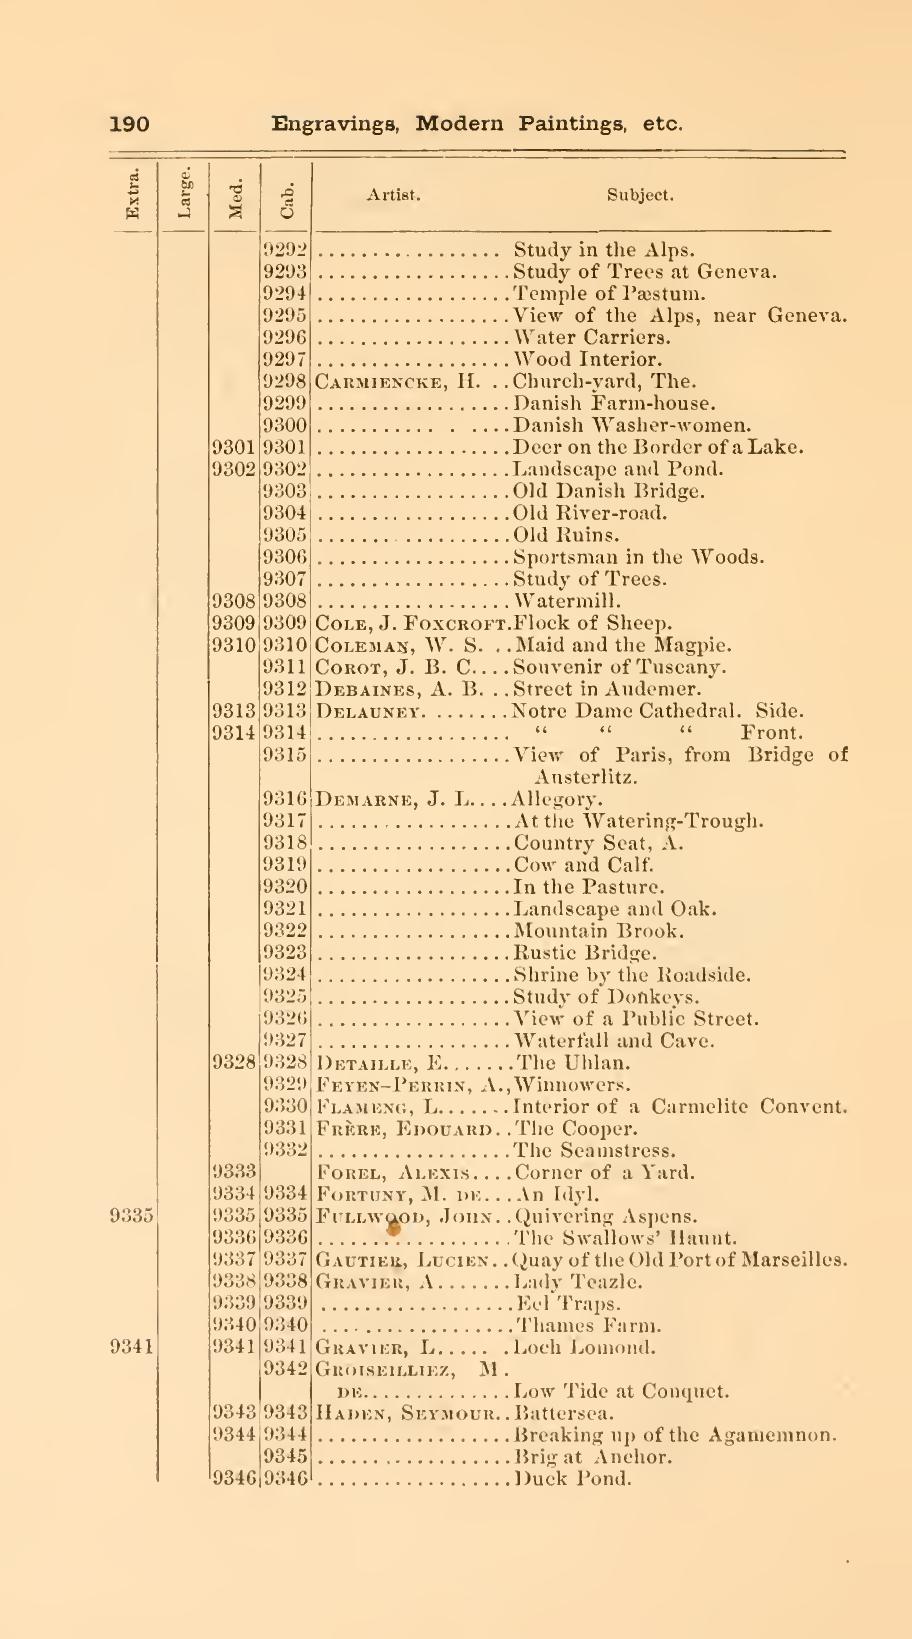 190 Engravings, Modern Paintings, etc.
Extra. Large. Med. Cab. Artist. Subject.
9292 ................. Study in the Alps.
9293 ..................Study of Trees at Geneva.
9294 ..................Temple of Pæstum.
9295 ..................View of the Alps, near Geneva.
9296 ..................Water Carriers.
9297 ..................Wood Interior.
9298 CARMIENCKE, H. ..Church-yard, The.
9299 ..................Danish Farm-house.
9300 ........... . ....Danish Washer-women.
9301 9301 ..................Deer on the Border of a Lake.
9302 9302 ..................Landscape and Pond.
9303 ..................Old Danish Bridge.
9304 ..................Old River-road.
9305 ..................Old Ruins.
9306 ..................Sportsman in the Woods.
9307 ..................Study of Trees.
9308 9308 ..................Watermill.
9309 9309 COLE, J. FOXCROFT.Flock of Sheep.
9310 9310 COLEMAN, W. S. ..Maid and the Magpie.
9311 COROT, J. B. C....Souvenir of Tuscany.
9312 DEBAINES, A. B. ..Street in Audemer.
9313 9313 DELAUNEY.........Notre Dame Cathedral. Side.
9314 9314 .................. “ “ “ Front.
9315 ..................View of Paris, from Bridge of
Austerlitz.
9316 DEMARNE, J. L....Allegory.
9317 ..................At the Watering-Trough.
9318 ..................Country Seat, A.
9319 ..................Cow and Calf.
9320 ..................In the Pasture.
9321 ..................Landscape and Oak.
9322 ..................Mountain Brook.
9323 ..................Rustic Bridge.
9324 ..................Shrine by the Roadside.
9325 ..................Study of Donkeys.
9326 ..................View of a Public Street.
9327 ..................Waterfall and Cave.
9328 9328 DETAILLE, E.......The Uhlan.
9329 FEYEN-PERRIN, A.,Winnowers.
9330 FLAMENG, L.......Interior of a Carmelite Convent.
9331 FRÈRE, EDOUARD..The Cooper.
9332 ..................The Seamstress.
9333 FOREL, ALEXIS....Corner of a Yard.
9334 9334 FORTUNY, M. DE...An Idyl.
9335 9335 9335 FULLWOOD, JOHN..Quivering Aspens.
9336 9336 ..................The Swallows' Haunt.
9337 9337 GAUTIER, LUCIEN..Quay of the Old Port of Marseilles.
9338 9338 GRAVIER, A.......Lady Teazle.
9339 9339 ..................Eel Traps.
9340 9340 ..................Thames Farm.
9341 9341 9341 GRAVIER, L..... .Loch Lomond.
9342 GROISEILLIEZ, M.
DE..............Low Tide at Conquet.
9343 9343 HADEN, SEYMOUR..Battersea.
9344 9344 ..................Breaking up of the Agamemnon.
9345 ..................Brig at Anchor.
9346 9346 ..................Duck Pond.